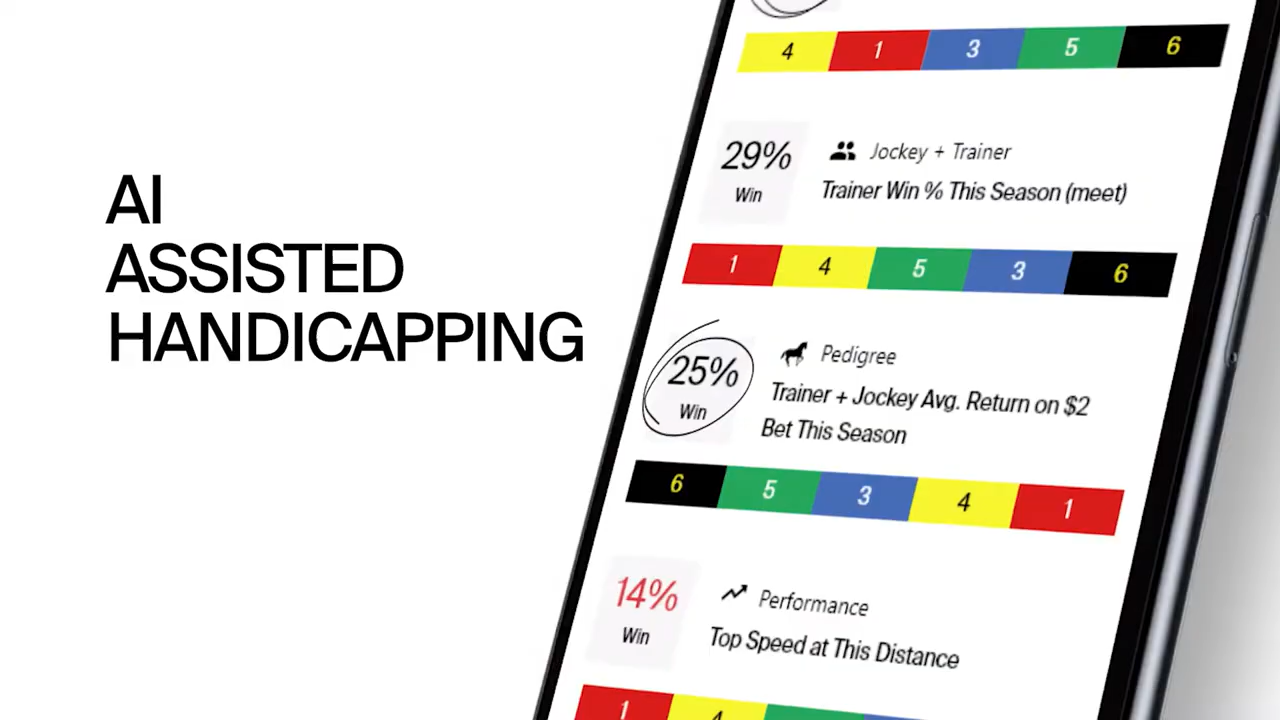 AI
ASSISTED
HANDICAPPING
4 1 3 5 6
29%
Win
Jockey + Trainer
Trainer Win % This Season (meet)
1 4 5 3 6
25%
Win
Pedigree
Trainer + Jockey Avg. Return on $2
Bet This Season
6 5 3 4 1
14%
Win
Performance
Top Speed at This Distance
1 4